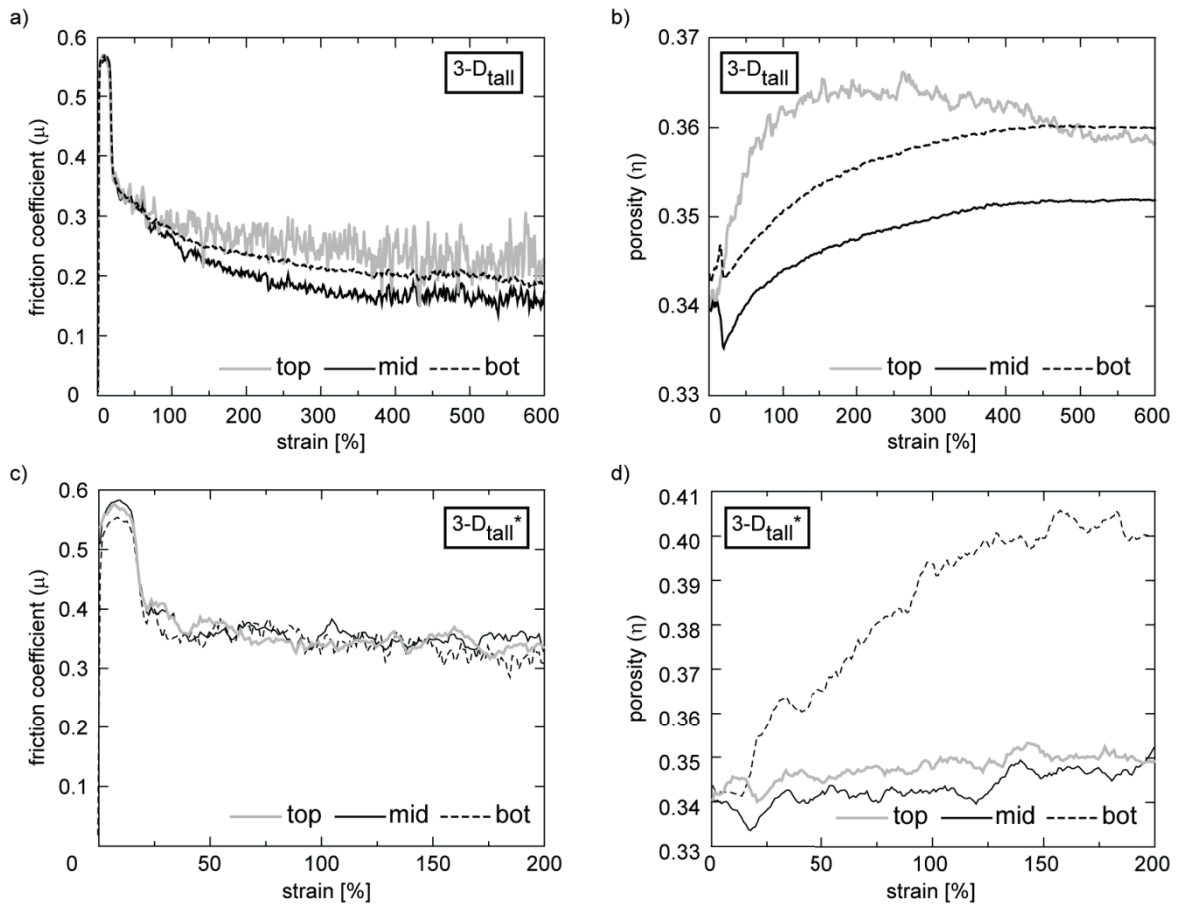 a)
0.6
0.5
0.4
0.3
0.2
0.1
0
friction coefficient (μ)
3-Dtall
top mid bot
0 100 200 300 400 500 600
strain [%]
b)
0.37
0.36
0.35
0.34
0.33
porosity (η)
3-Dtall
top mid bot
0 100 200 300 400 500 600
strain [%]
c)
0.6
0.5
0.4
0.3
0.2
0.1
friction coefficient (μ)
3-Dtall*
top mid bot
0 50 100 150 200
strain [%]
d)
0.41
0.40
0.39
0.38
0.37
0.36
0.35
0.34
0.33
porosity (η)
3-Dtall*
top mid bot
0 50 100 150 200
strain [%]